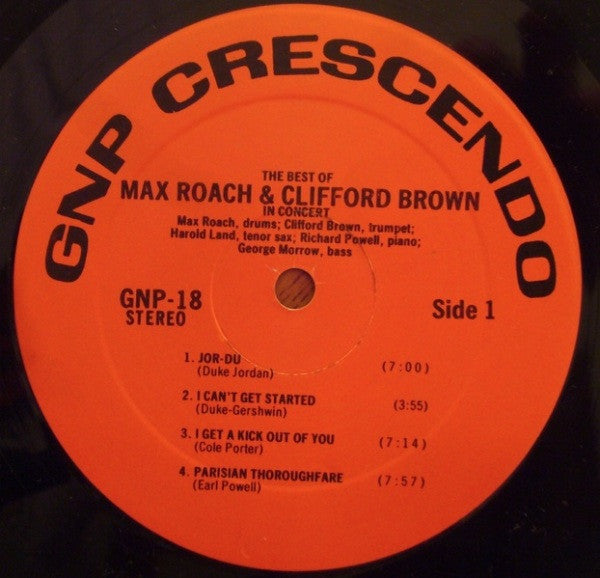 GNP CRESCENDO
THE BEST OF
MAX ROACH & CLIFFORD BROWN
IN CONCERT
Max Roach, drums; Clifford Brown, trumpet;
Harold Land, tenor sax; Richard Powell, piano;
George Morrow, bass
GNP-18
STEREO
Side 1
1. JOR-DU (7:00)
(Duke Jordan)
2. I CAN'T GET STARTED (3:55)
(Duke-Gershwin)
3. I GET A KICK OUT OF YOU (7:14)
(Cole Porter)
4. PARISIAN THOROUGHFARE (7:57)
(Earl Powell)